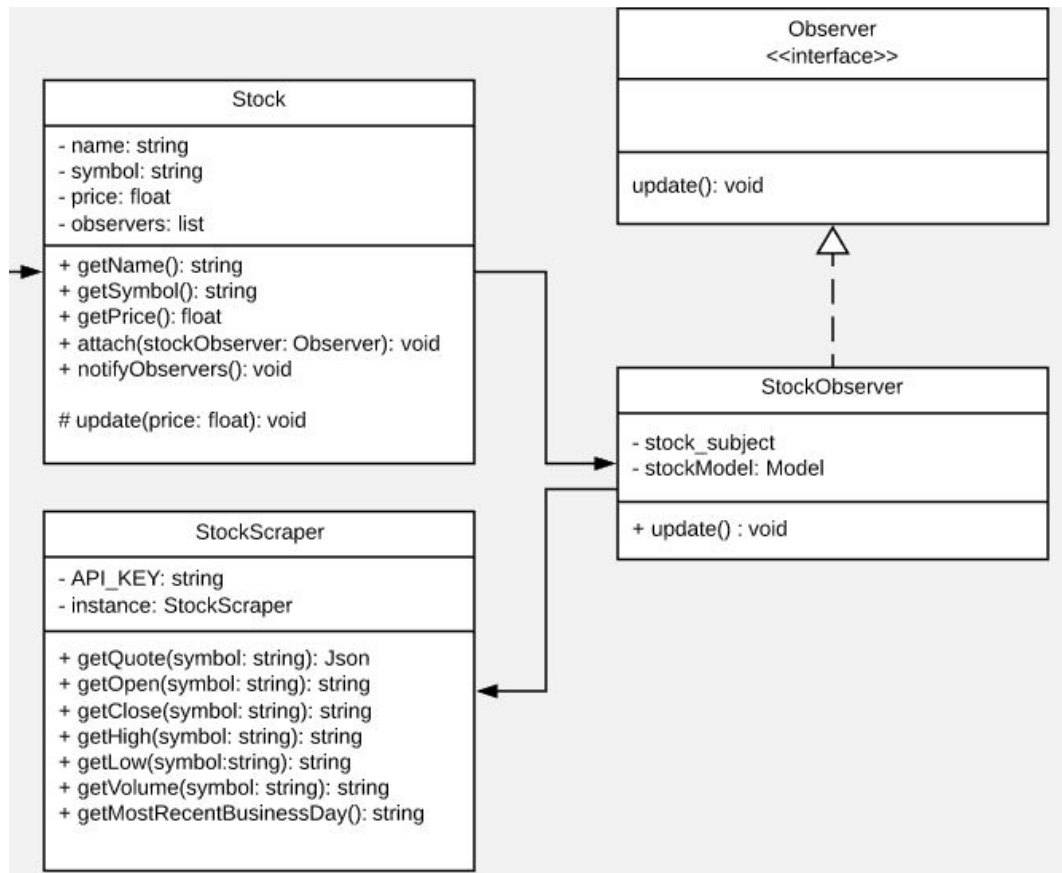 Observer
<<interface>>
update(): void
Stock
- name: string
- symbol: string
- price: float
- observers: list
+ getName(): string
+ getSymbol(): string
+ getPrice(): float
+ attach(stockObserver: Observer): void
+ notifyObservers(): void
# update(price: float): void
StockObserver
- stock_subject
- stockModel: Model
+ update() : void
StockScraper
- API_KEY: string
- instance: StockScraper
+ getQuote(symbol: string): Json
+ getOpen(symbol: string): string
+ getClose(symbol: string): string
+ getHigh(symbol: string): string
+ getLow(symbol:string): string
+ getVolume(symbol: string): string
+ getMostRecentBusinessDay(): string